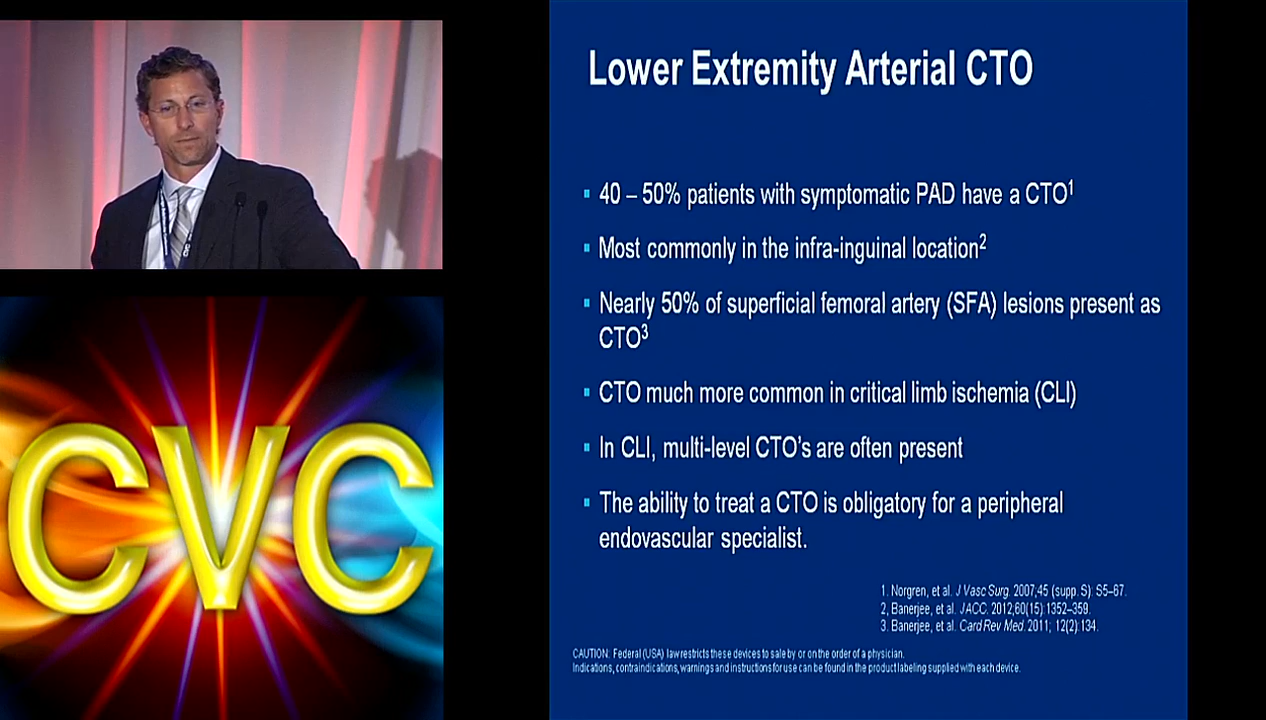 Lower Extremity Arterial CTO
40 – 50% patients with symptomatic PAD have a CTO1
Most commonly in the infra-inguinal location2
Nearly 50% of superficial femoral artery (SFA) lesions present as
CTO3
CTO much more common in critical limb ischemia (CLI)
In CLI, multi-level CTO's are often present
The ability to treat a CTO is obligatory for a peripheral
endovascular specialist.
1. Norgren, et al. J Vasc Surg. 2007;45 (supp. S): S5–67.
2, Banerjee, et al. JACC. 2012;60(15):1352–359.
3. Banerjee, et al. Card Rev Med. 2011; 12(2):134.
CAUTION: Federal (USA) law restricts these devices to sale by or on the order of a physician.
Indications, contraindications, warnings and instructions for use can be found in the product labeling supplied with each device.
CVC